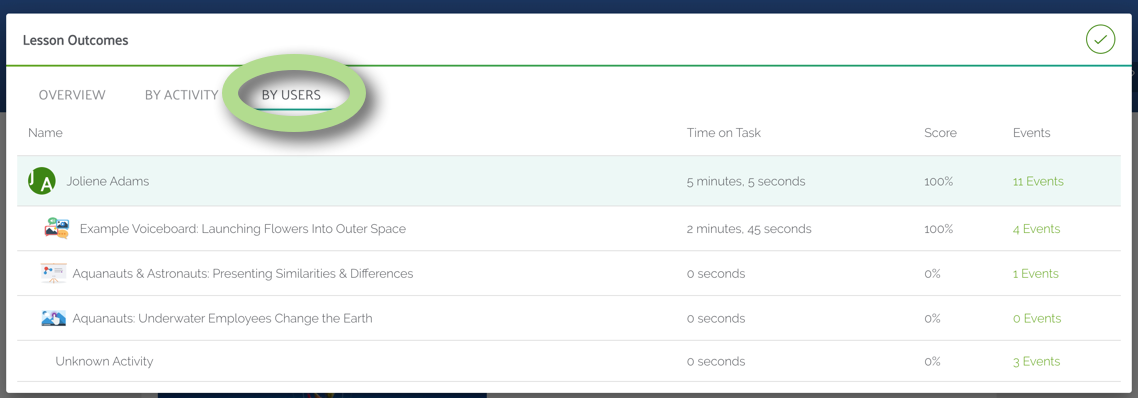 Lesson Outcomes
OVERVIEW BY ACTIVITY BY USERS
Name Time on Task Score Events
JA Joliene Adams 5 minutes, 5 seconds 100% 11 Events
Example Voiceboard: Launching Flowers Into Outer Space 2 minutes, 45 seconds 100% 4 Events
Aquanauts & Astronauts: Presenting Similarities & Differences 0 seconds 0% 1 Events
Aquanauts: Underwater Employees Change the Earth 0 seconds 0% 0 Events
Unknown Activity 0 seconds 0% 3 Events